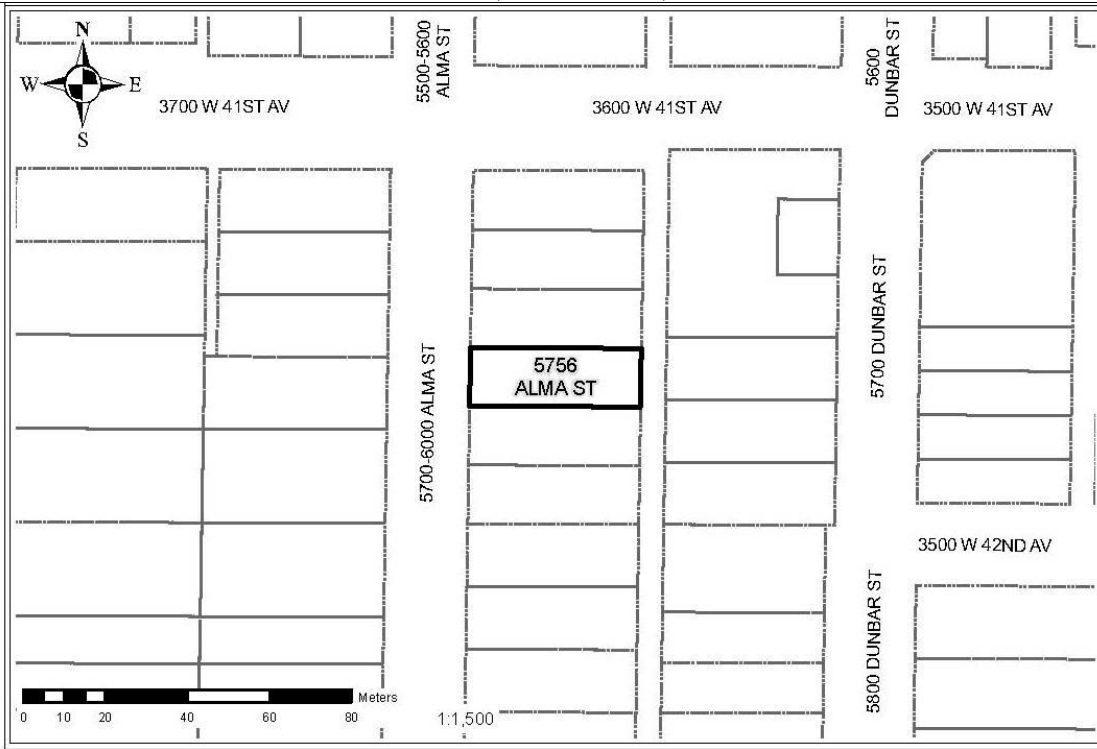 N
W E
S
3700 W 41ST AV
5500-5600
ALMA ST
3600 W 41ST AV
5600
DUNBAR ST
3500 W 41ST AV
5700-6000 ALMA ST
5756
ALMA ST
5700 DUNBAR ST
3500 W 42ND AV
5800 DUNBAR ST
Meters
0 10 20 40 60 80
1:1,500